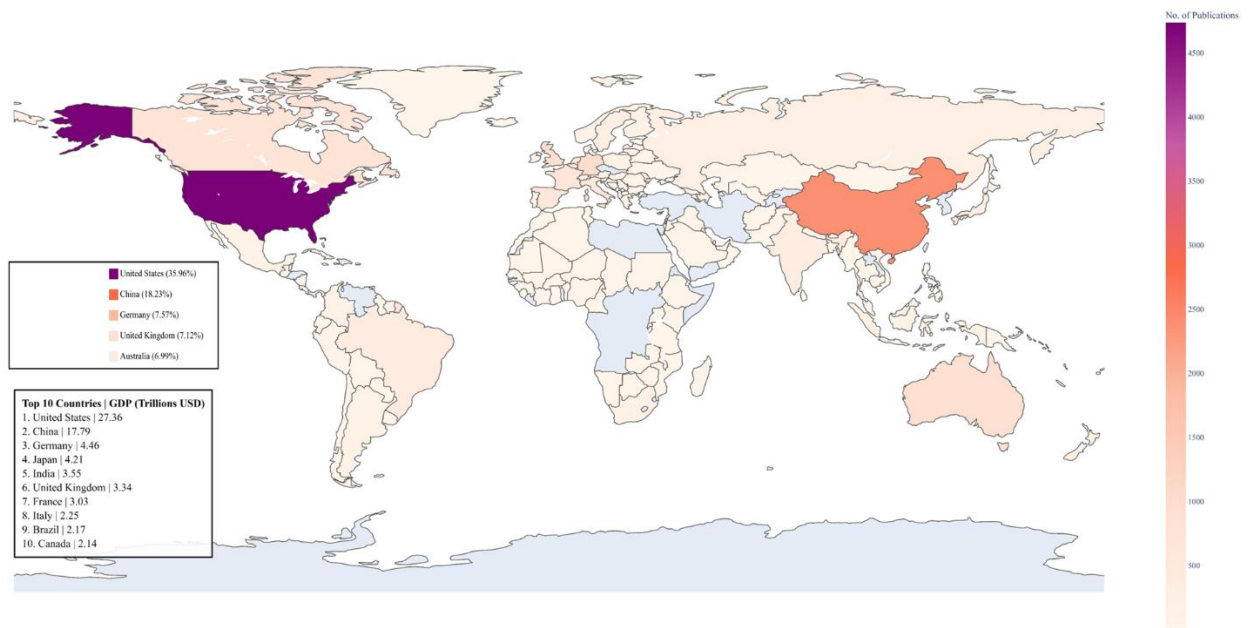 No. of Publications
4500
4000
3500
3000
2500
2000
1500
1000
500
United States (35.96%)
China (18.23%)
Germany (7.57%)
United Kingdom (7.12%)
Australia (6.99%)
Top 10 Countries | GDP (Trillions USD)
1. United States | 27.36
2. China | 17.79
3. Germany | 4.46
4. Japan | 4.21
5. India | 3.55
6. United Kingdom | 3.34
7. France | 3.03
8. Italy | 2.25
9. Brazil | 2.17
10. Canada | 2.14